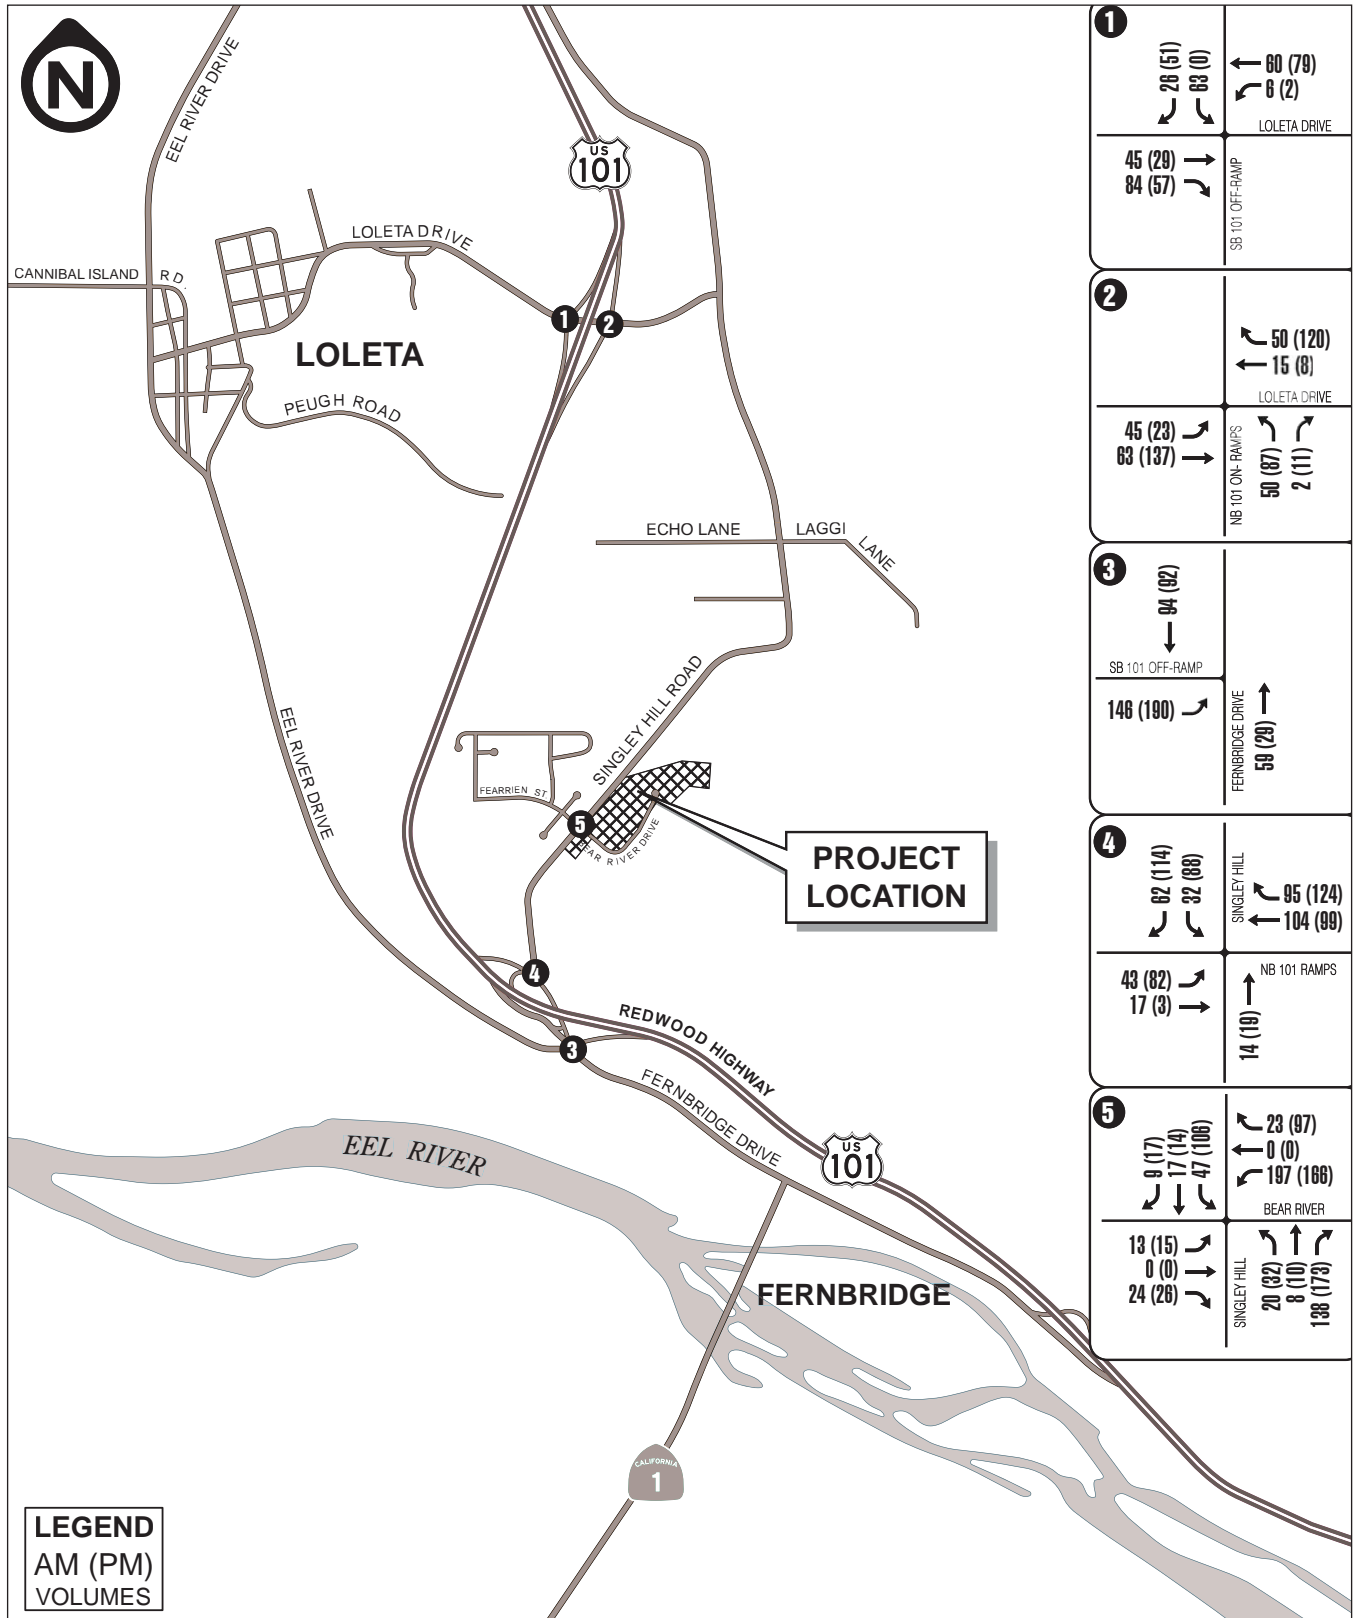 N
EEL RIVER DRIVE
US
101
LOLETA DRIVE
CANNIBAL ISLAND RD.
1
2
LOLETA
PEUGH ROAD
ECHO LANE
LAGGI LANE
SINGLEY HILL ROAD
EEL RIVER DRIVE
FEARRIEN ST
5
BEAR RIVER DRIVE
PROJECT
LOCATION
4
3
REDWOOD HIGHWAY
FERNBRIDGE DRIVE
EEL RIVER
US
101
FERNBRIDGE
CALIFORNIA
1
LEGEND
AM (PM)
VOLUMES
1
26 (51)
63 (0)
60 (79)
6 (2)
LOLETA DRIVE
45 (29)
84 (57)
SB 101 OFF-RAMP
2
50 (120)
15 (8)
LOLETA DRIVE
45 (23)
63 (137)
NB 101 ON- RAMPS
50 (87)
2 (11)
3
94 (92)
SB 101 OFF-RAMP
146 (190)
FERNBRIDGE DRIVE
59 (29)
4
62 (114)
32 (88)
SINGLEY HILL
95 (124)
104 (99)
NB 101 RAMPS
43 (82)
17 (3)
14 (19)
5
9 (17)
17 (14)
47 (106)
23 (97)
0 (0)
197 (166)
BEAR RIVER
13 (15)
0 (0)
24 (26)
SINGLEY HILL
20 (32)
8 (10)
138 (173)